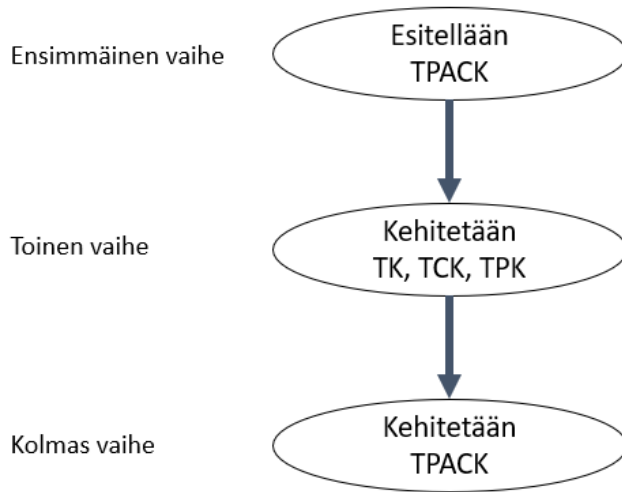 Ensimmäinen vaihe
Esitellään
TPACK
Toinen vaihe
Kehitetään
TK, TCK, TPK
Kolmas vaihe
Kehitetään
TPACK